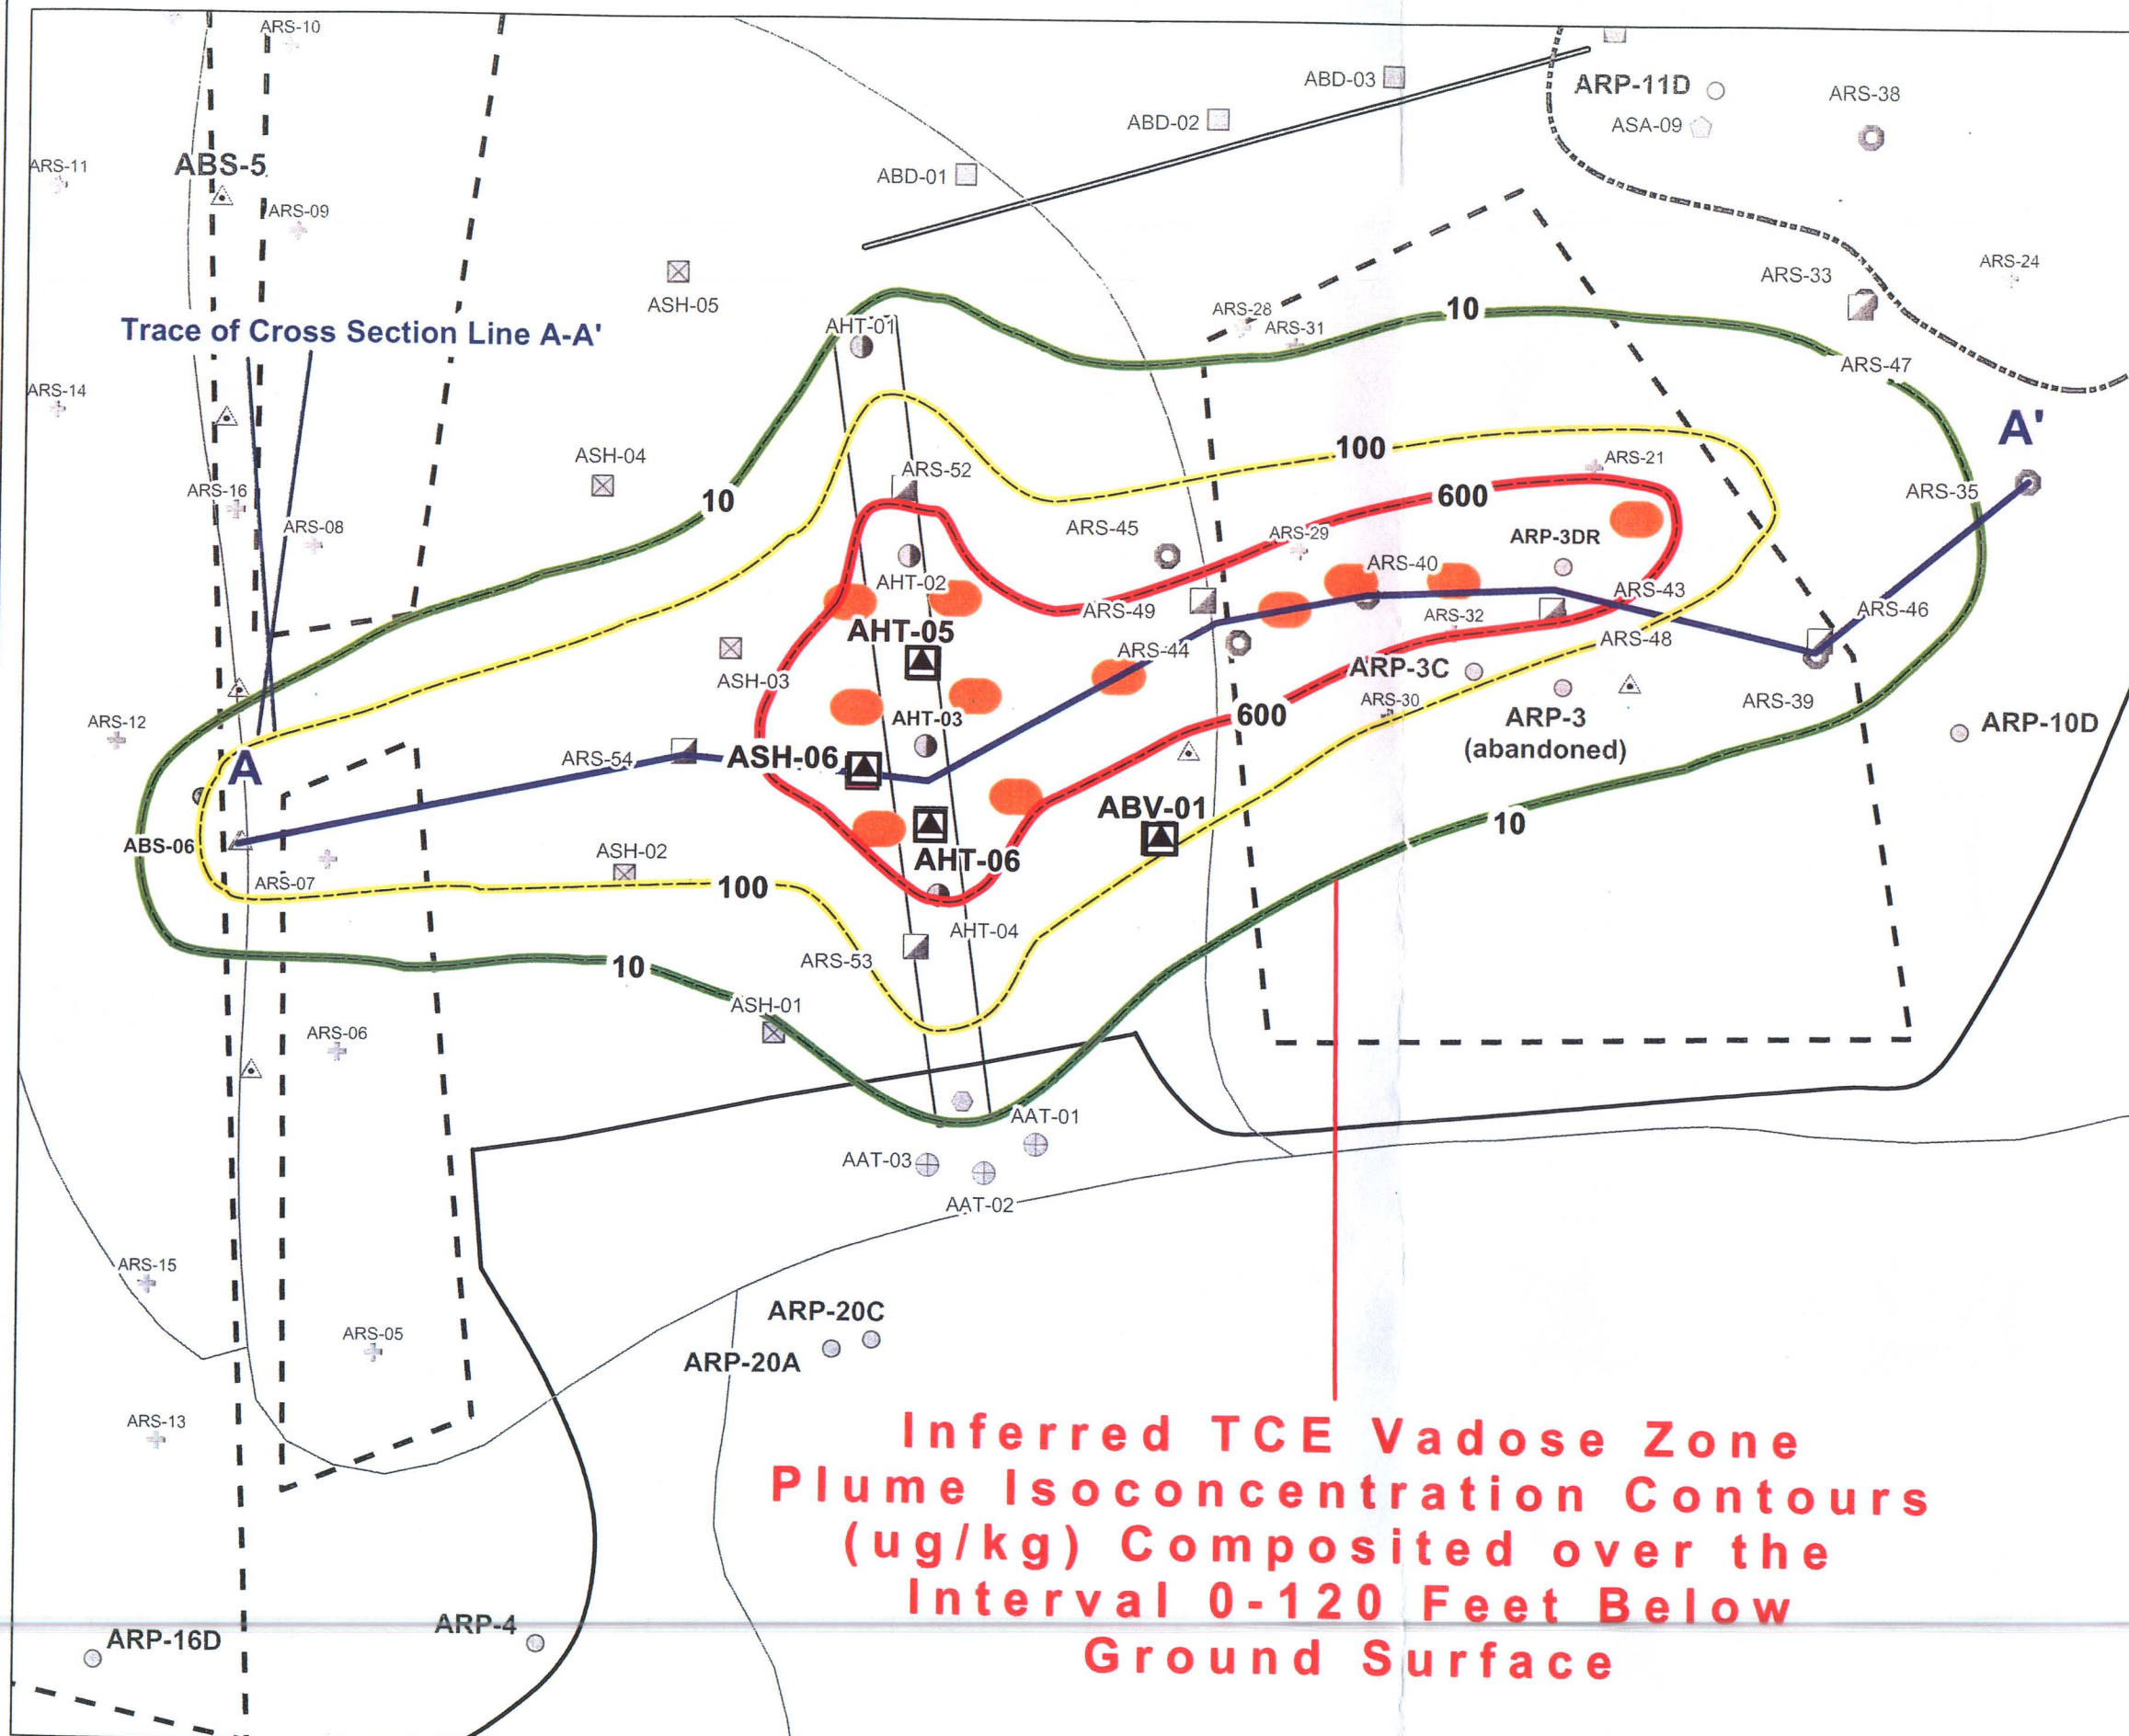 ARS-10
ABD-03
ARP-11D
ARS-38
ABD-02
ASA-09
ARS-11
ABS-5
ABD-01
ARS-09
ARS-24
ARS-33
ASH-05
ARS-28
10
Trace of Cross Section Line A-A'
AHT-01
ARS-31
ARS-47
ARS-14
A'
100
ASH-04
ARS-52
ARS-21
ARS-16
10
600
ARS-35
ARS-08
ARS-45
ARS-29
ARP-3DR
AHT-02
ARS-40
ARS-43
ARS-49
ARS-32
ARS-46
AHT-05
ARS-44
ARS-48
ARP-3C
ASH-03
ARS-30
ARS-39
ARS-12
AHT-03
600
ARP-3
(abandoned)
ARP-10D
ARS-54
ASH-06
A
ABV-01
10
ABS-06
ASH-02
AHT-06
ARS-07
100
AHT-04
ARS-53
10
ASH-01
ARS-06
AAT-01
AAT-03
AAT-02
ARS-15
ARP-20C
ARS-05
ARP-20A
ARS-13
Inferred TCE Vadose Zone
Plume Isoconcentration Contours
(ug/kg) Composited over the
Interval 0-120 Feet Below
Ground Surface
ARP-4
ARP-16D